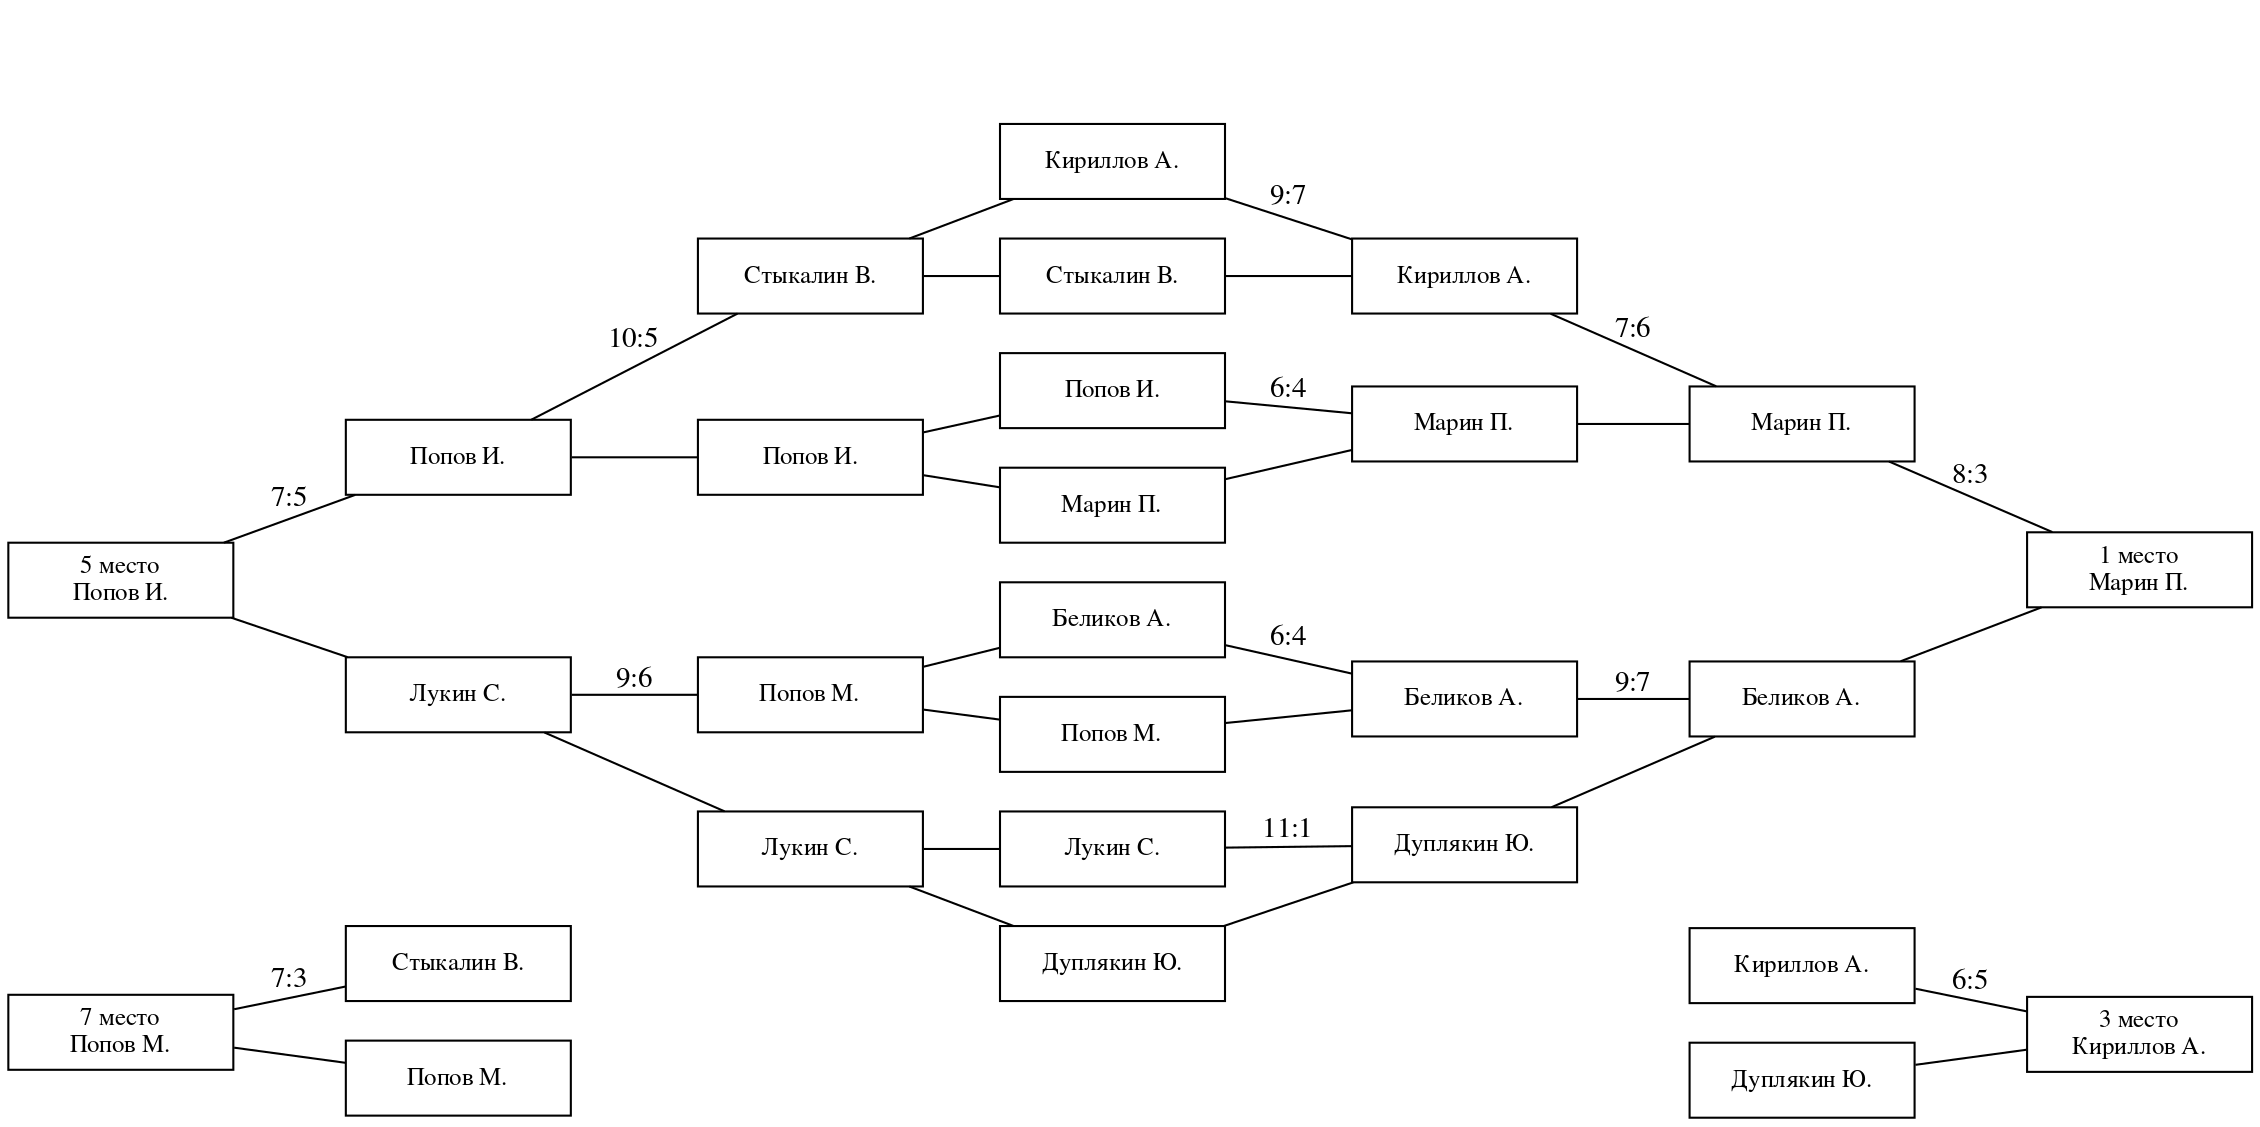 Кириллов А.
9:7
Стыкалин В.
Стыкалин В.
Кириллов А.
10:5
7:6
Попов И.
6:4
Марин П.
Марин П.
Попов И.
Попов И.
8:3
7:5
Марин П.
5 место
Попов И.
1 место
Марин П.
Беликов А.
6:4
Лукин С.
9:6
Попов М.
Беликов А.
9:7
Беликов А.
Попов М.
Лукин С.
Лукин С.
11:1
Дуплякин Ю.
Стыкалин В.
7:3
Дуплякин Ю.
Кириллов А.
6:5
7 место
Попов М.
3 место
Кириллов А.
Попов М.
Дуплякин Ю.